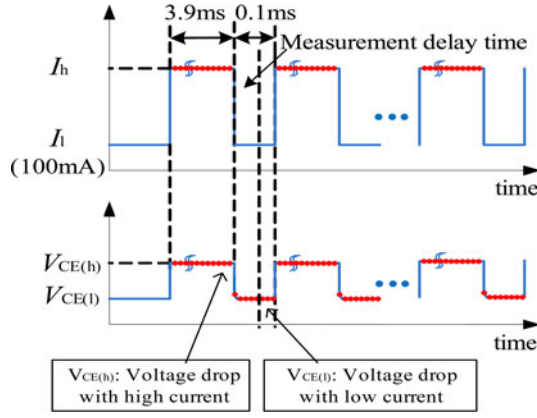 3.9ms 0.1ms
Measurement delay time
Ih
Il
(100mA)
time
VCE(h)
VCE(l)
time
VCE(h): Voltage drop
with high current
VCE(l): Voltage drop
with low current